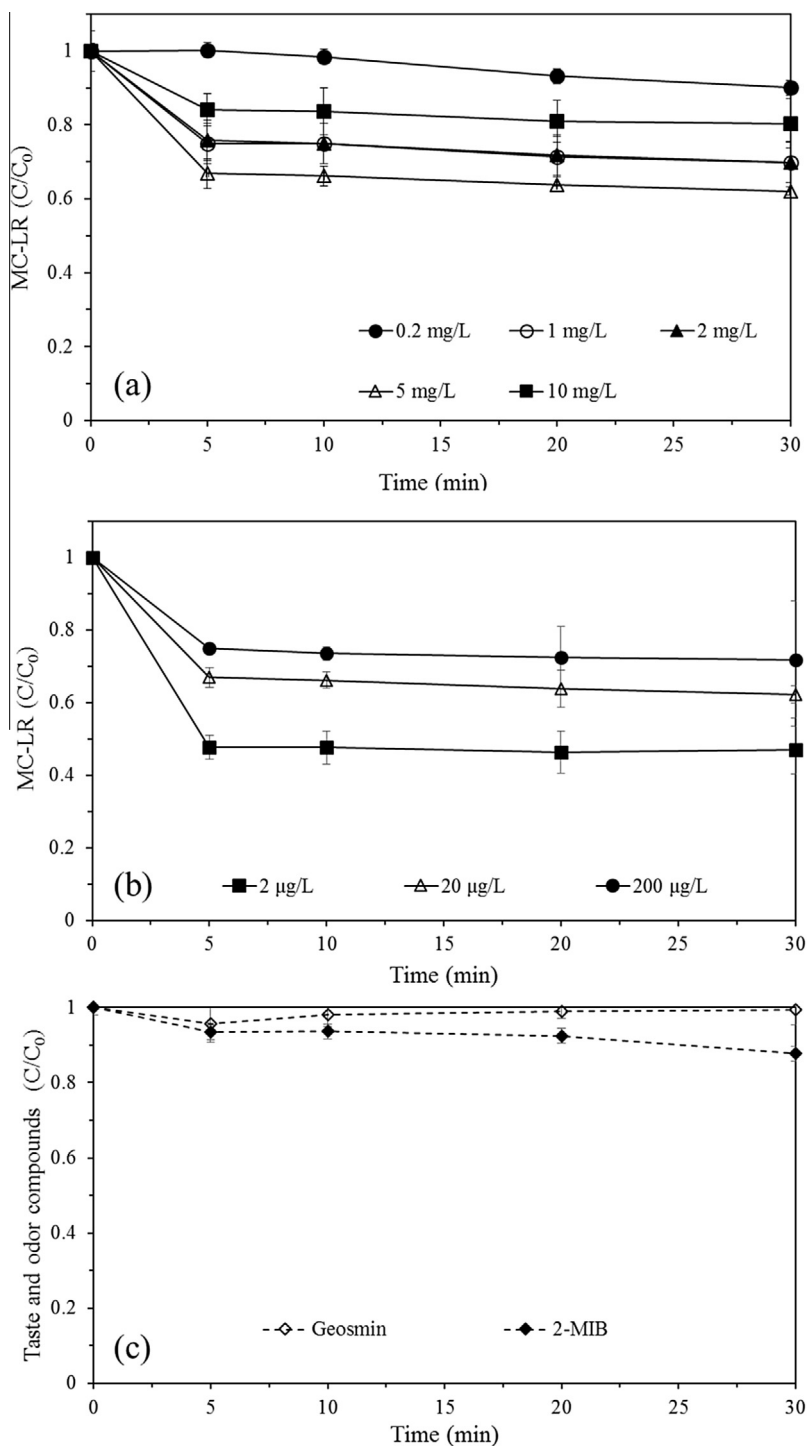 1
0.8
0.6
0.4
0.2
0
MC-LR (C/C₀)
0.2 mg/L 1 mg/L 2 mg/L
5 mg/L 10 mg/L
(a)
0 5 10 15 20 25 30
Time (min)
1
0.8
0.6
0.4
0.2
0
MC-LR (C/C₀)
2 µg/L 20 µg/L 200 µg/L
(b)
0 5 10 15 20 25 30
Time (min)
1
0.8
0.6
0.4
0.2
0
Taste and odor compounds (C/C₀)
Geosmin 2-MIB
(c)
0 5 10 15 20 25 30
Time (min)